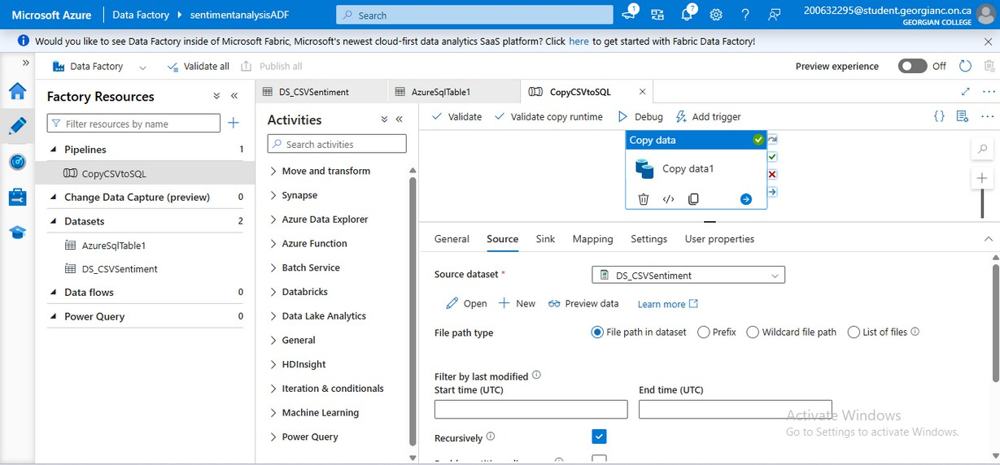 Microsoft Azure Data Factory sentimentanalysisADF Search 1 7 200632295@student.georgianc.on.ca
GEORGIAN COLLEGE
Would you like to see Data Factory inside of Microsoft Fabric, Microsoft's newest cloud-first data analytics SaaS platform? Click here to get started with Fabric Data Factory!
Data Factory Validate all Publish all Preview experience Off
Factory Resources
Filter resources by name
Pipelines 1
CopyCSVtoSQL
Change Data Capture (preview) 0
Datasets 2
AzureSqlTable1
DS_CSVSentiment
Data flows 0
Power Query 0
DS_CSVSentiment AzureSqlTable1 CopyCSVtoSQL
Activities
Search activities
Move and transform
Synapse
Azure Data Explorer
Azure Function
Batch Service
Databricks
Data Lake Analytics
General
HDInsight
Iteration & conditionals
Machine Learning
Power Query
Validate Validate copy runtime Debug Add trigger
Copy data
Copy data1
General Source Sink Mapping Settings User properties
Source dataset * DS_CSVSentiment
Open New Preview data Learn more
File path type File path in dataset Prefix Wildcard file path List of files
Filter by last modified
Start time (UTC) End time (UTC)
Recursively
Activate Windows
Go to Settings to activate Windows.